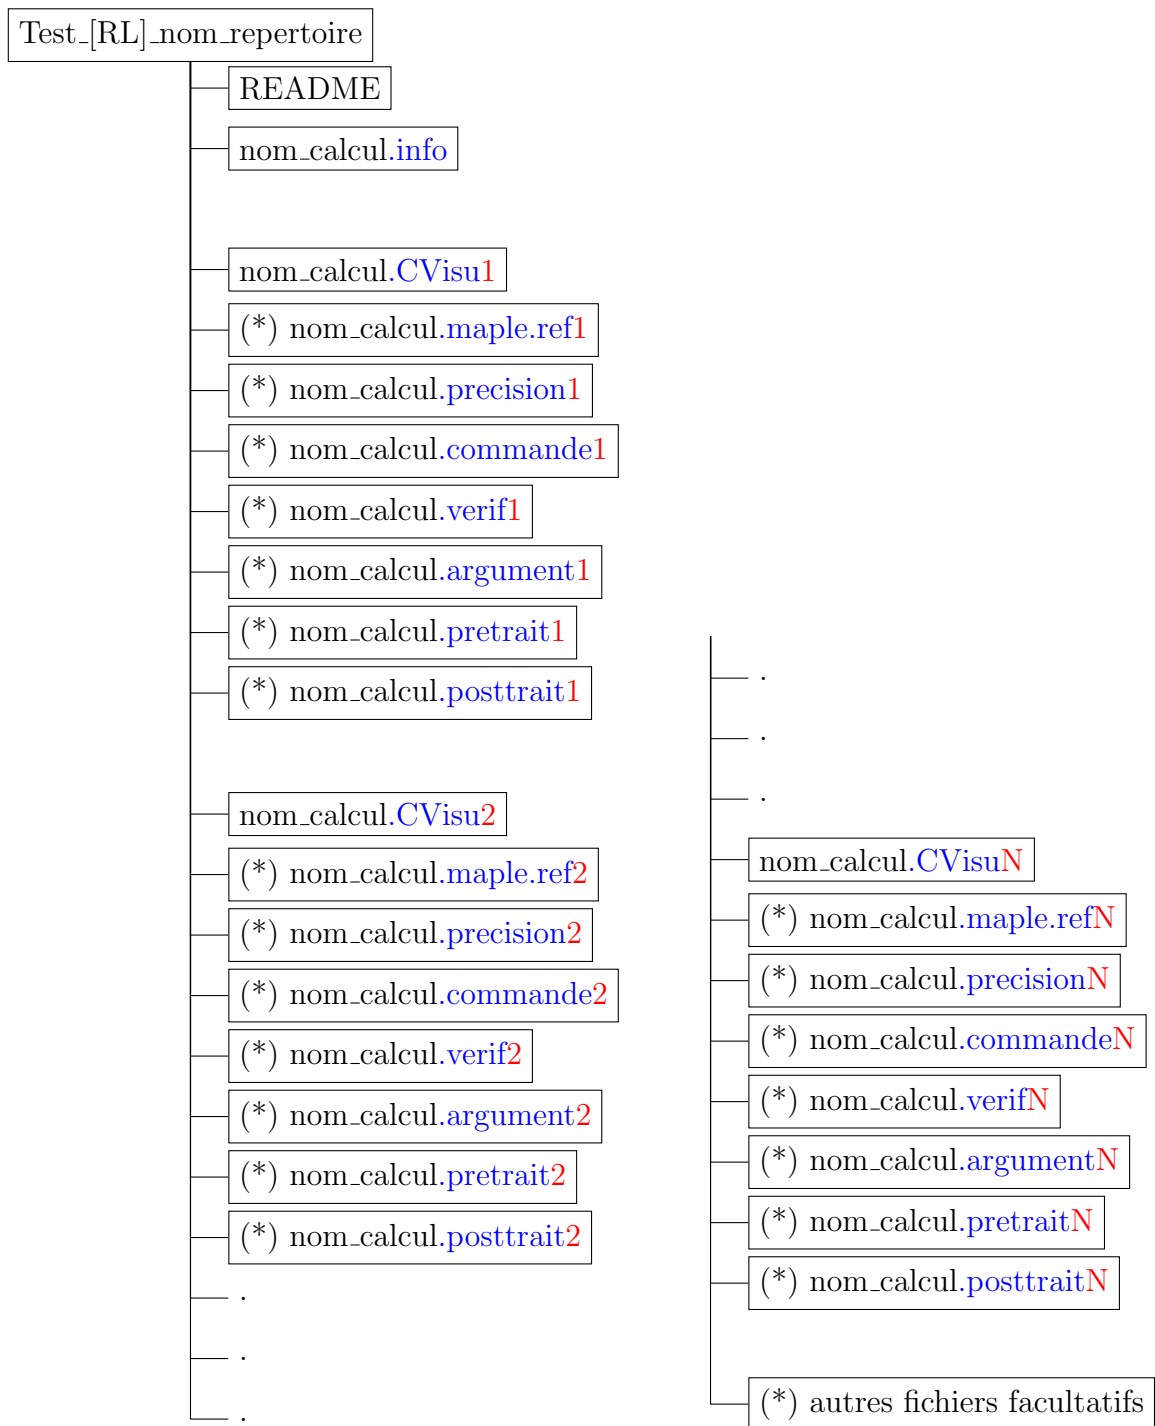 Test_[RL]_nom_repertoire
README
nom_calcul.info
nom_calcul.CVisu1
(*) nom_calcul.maple.ref1
(*) nom_calcul.precision1
(*) nom_calcul.commande1
(*) nom_calcul.verif1
(*) nom_calcul.argument1
(*) nom_calcul.pretrait1
(*) nom_calcul.posttrait1
nom_calcul.CVisu2
(*) nom_calcul.maple.ref2
(*) nom_calcul.precision2
(*) nom_calcul.commande2
(*) nom_calcul.verif2
(*) nom_calcul.argument2
(*) nom_calcul.pretrait2
(*) nom_calcul.posttrait2
.
.
.
.
.
.
nom_calcul.CVisuN
(*) nom_calcul.maple.refN
(*) nom_calcul.precisionN
(*) nom_calcul.commandeN
(*) nom_calcul.verifN
(*) nom_calcul.argumentN
(*) nom_calcul.pretraitN
(*) nom_calcul.posttraitN
(*) autres fichiers facultatifs